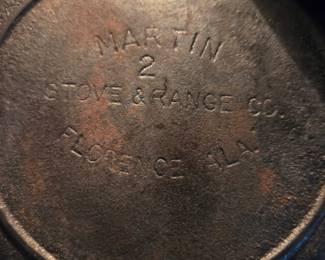 MARTIN
2
STOVE & RANGE CO.
FLORENCE ALA.